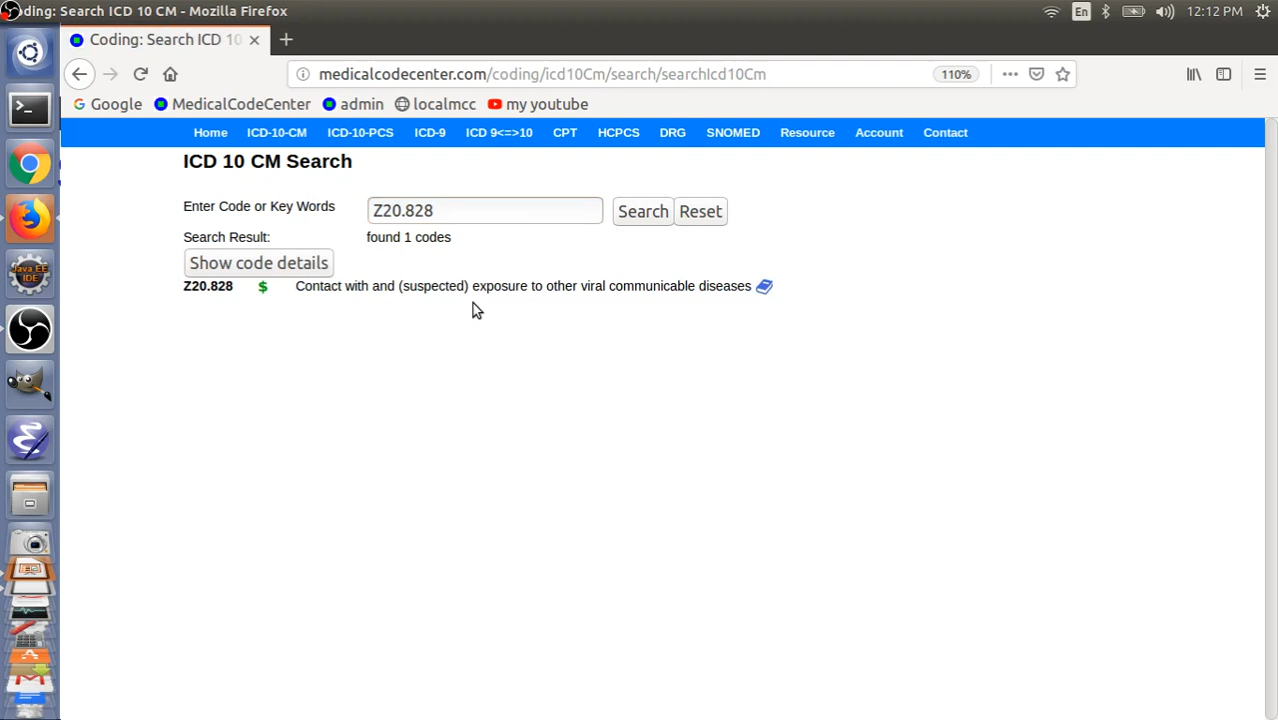 oding: Search ICD 10 CM - Mozilla Firefox
En
12:12 PM
Coding: Search ICD 10
medicalcodecenter.com/coding/icd10Cm/search/searchIcd10Cm
110%
Google MedicalCodeCenter admin localmcc my youtube
Home ICD-10-CM ICD-10-PCS ICD-9 ICD 9<=>10 CPT HCPCS DRG SNOMED Resource Account Contact
ICD 10 CM Search
Enter Code or Key Words Z20.828 Search Reset
Search Result: found 1 codes
Show code details
Z20.828 $ Contact with and (suspected) exposure to other viral communicable diseases
Java EE
IDE